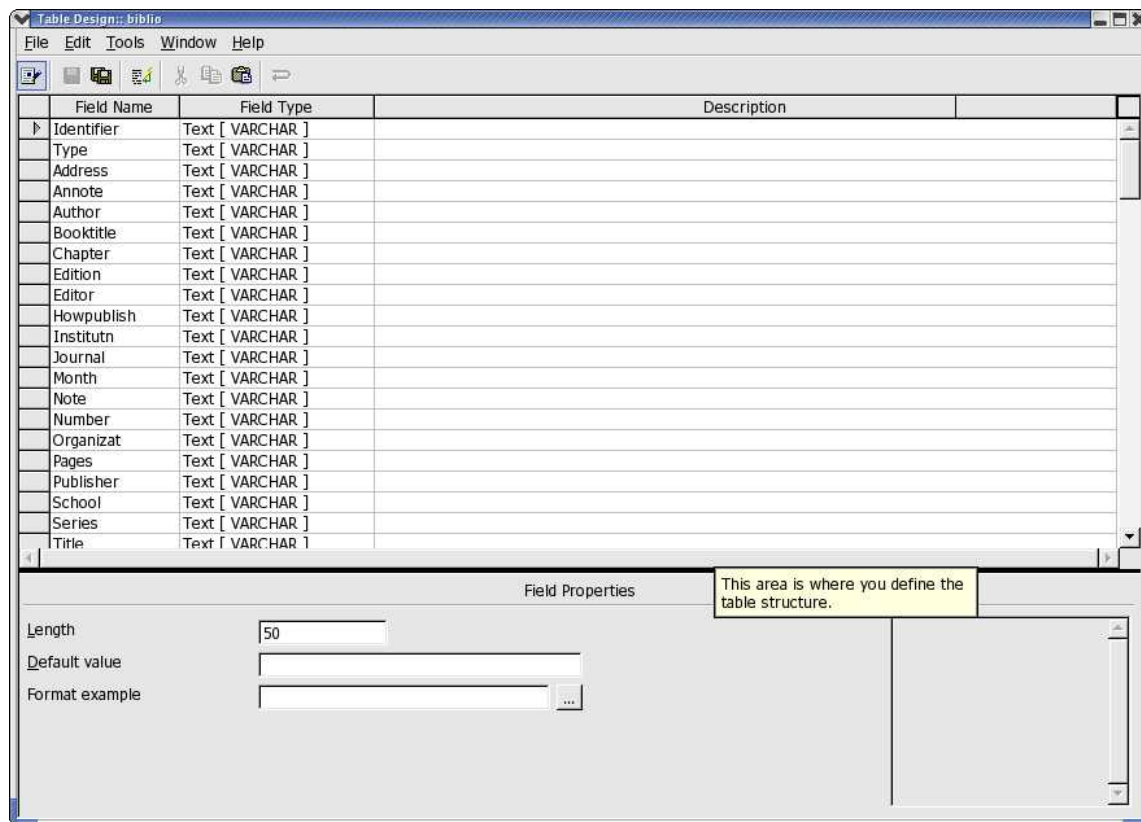 Table Design:: biblio
File Edit Tools Window Help
Field Name Field Type Description
Identifier Text [ VARCHAR ]
Type Text [ VARCHAR ]
Address Text [ VARCHAR ]
Annote Text [ VARCHAR ]
Author Text [ VARCHAR ]
Booktitle Text [ VARCHAR ]
Chapter Text [ VARCHAR ]
Edition Text [ VARCHAR ]
Editor Text [ VARCHAR ]
Howpublish Text [ VARCHAR ]
Institutn Text [ VARCHAR ]
Journal Text [ VARCHAR ]
Month Text [ VARCHAR ]
Note Text [ VARCHAR ]
Number Text [ VARCHAR ]
Organizat Text [ VARCHAR ]
Pages Text [ VARCHAR ]
Publisher Text [ VARCHAR ]
School Text [ VARCHAR ]
Series Text [ VARCHAR ]
Title Text [ VARCHAR ]
Field Properties
This area is where you define the
table structure.
Length 50
Default value
Format example ...